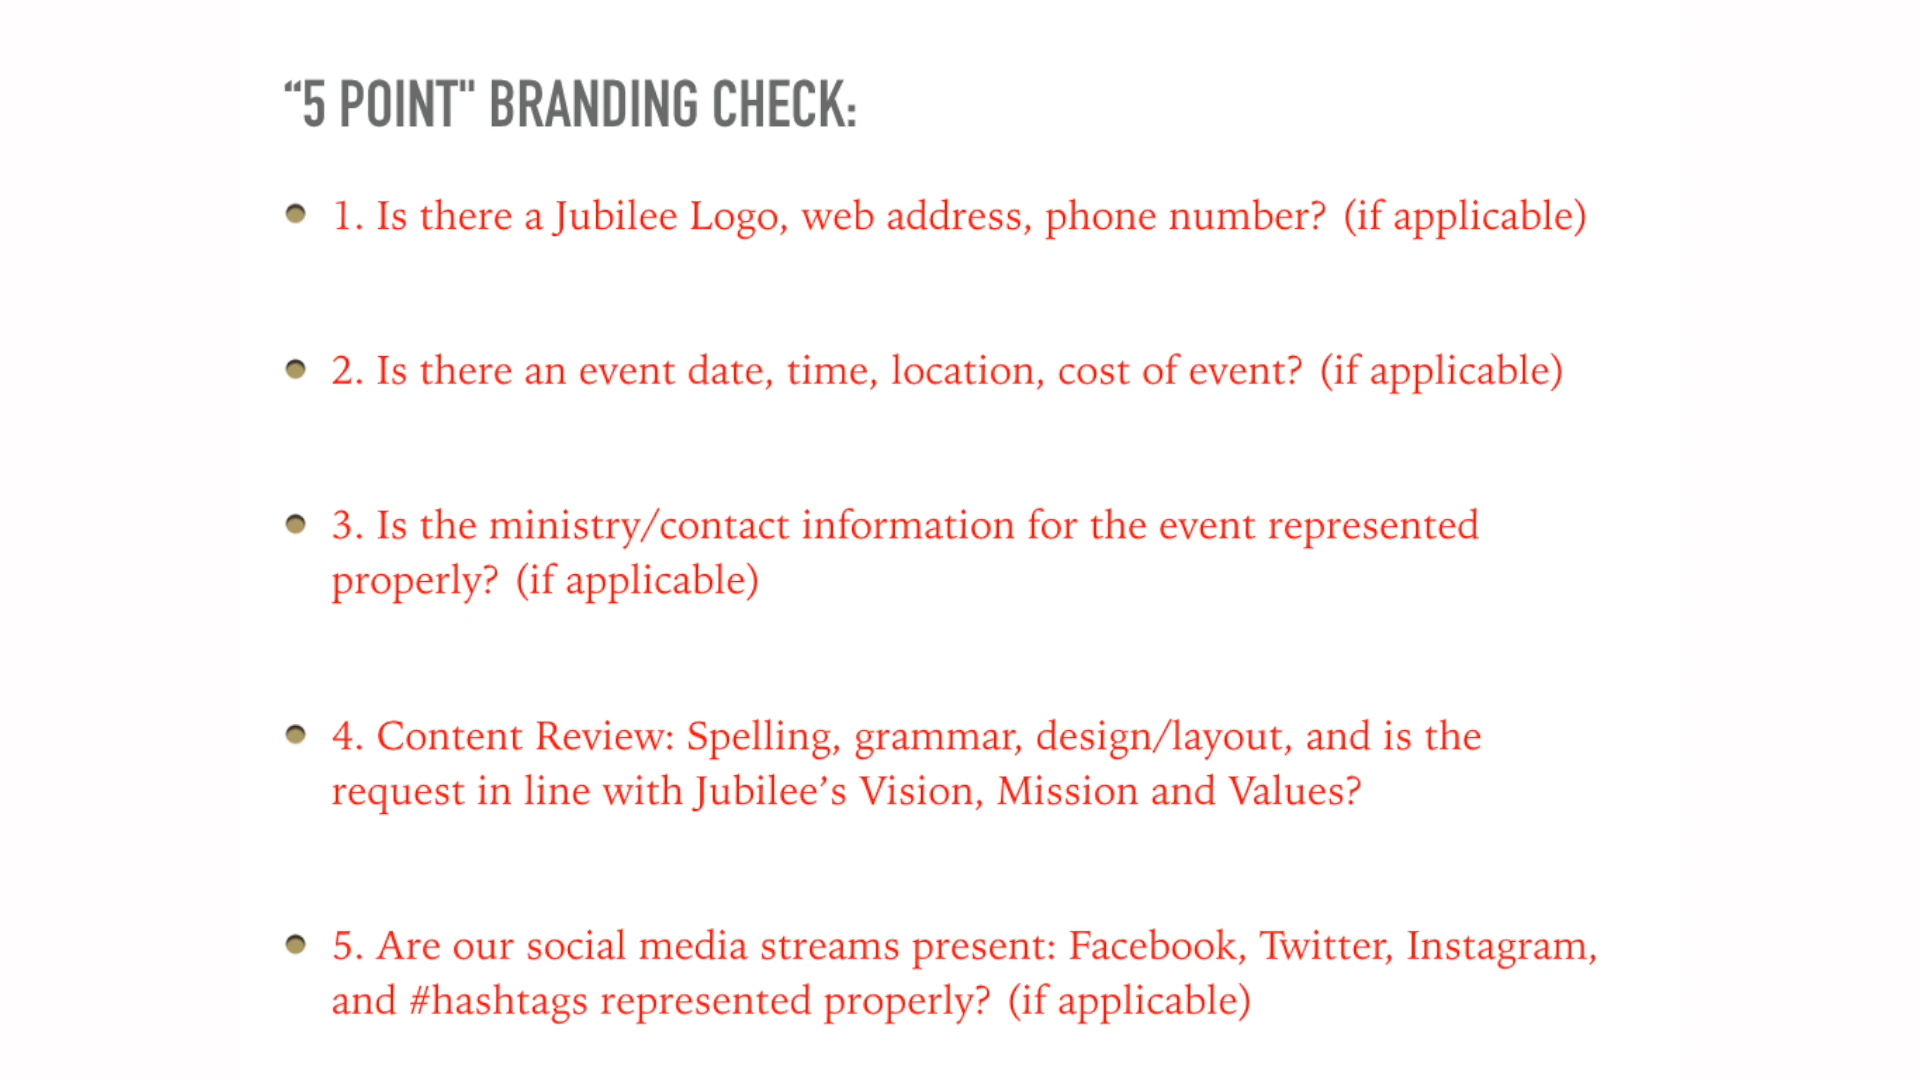 “5 POINT" BRANDING CHECK:
1. Is there a Jubilee Logo, web address, phone number? (if applicable)
2. Is there an event date, time, location, cost of event? (if applicable)
3. Is the ministry/contact information for the event represented
properly? (if applicable)
4. Content Review: Spelling, grammar, design/layout, and is the
request in line with Jubilee’s Vision, Mission and Values?
5. Are our social media streams present: Facebook, Twitter, Instagram,
and #hashtags represented properly? (if applicable)